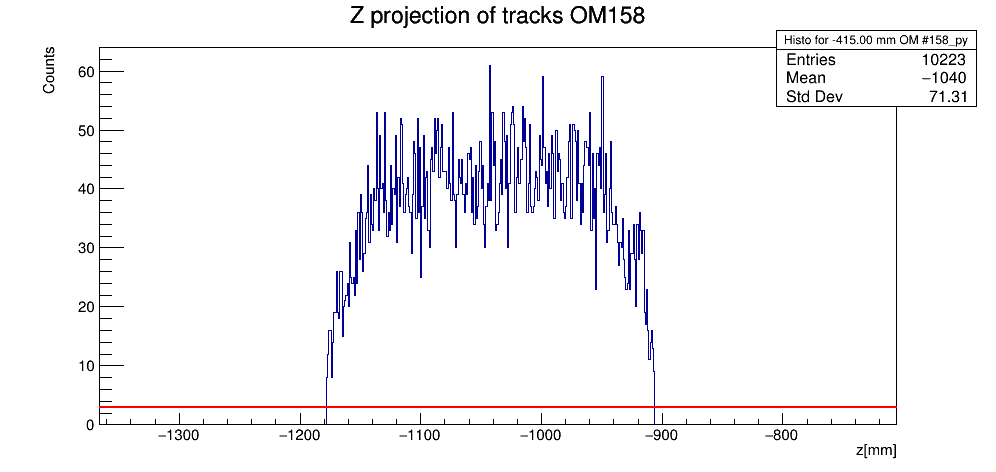 Z projection of tracks OM158
Histo for -415.00 mm OM #158_py
Entries 10223
Mean −1040
Std Dev 71.31
Counts
60
50
40
30
20
10
0
−1300 −1200 −1100 −1000 −900 −800
z[mm]